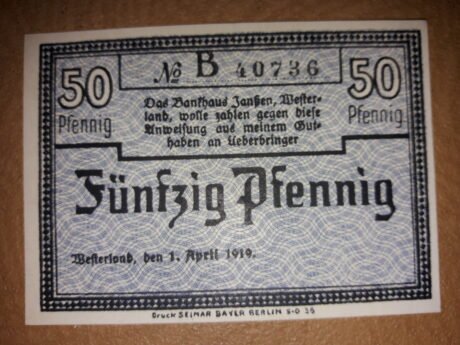 50 Pfennig
№ B 40736
50 Pfennig
Das Bankhaus Janßen, Wester-
land, wolle zahlen gegen diese
Anweisung aus meinem Gut-
haben an Ueberbringer
Fünfzig Pfennig
Westerland, den 1. April 1919.
Druck SELMAR BAYER BERLIN S-O 36